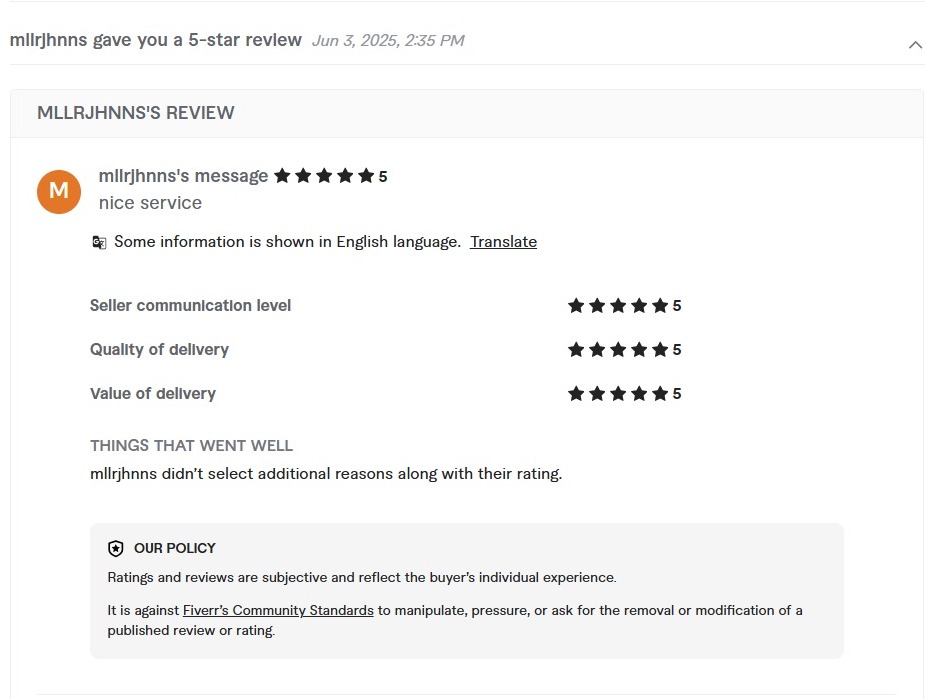 mllrjhnns gave you a 5-star review Jun 3, 2025, 2:35 PM
MLLRJHNNS'S REVIEW
M
mllrjhnns's message 5
nice service
Some information is shown in English language. Translate
Seller communication level 5
Quality of delivery 5
Value of delivery 5
THINGS THAT WENT WELL
mllrjhnns didn’t select additional reasons along with their rating.
OUR POLICY
Ratings and reviews are subjective and reflect the buyer’s individual experience.
It is against Fiverr’s Community Standards to manipulate, pressure, or ask for the removal or modification of a
published review or rating.